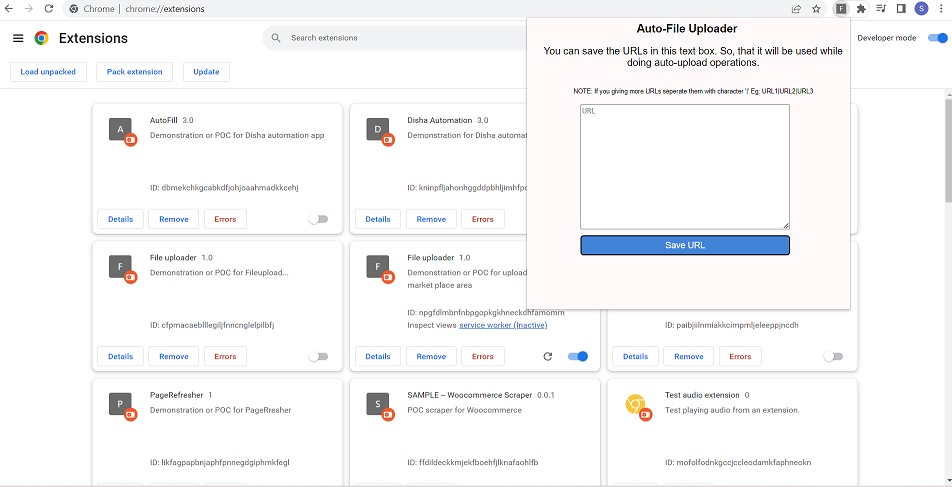 Chrome | chrome://extensions
F
S
Extensions
Search extensions
Developer mode
Load unpacked
Pack extension
Update
Auto-File Uploader
You can save the URLs in this text box. So, that it will be used while
doing auto-upload operations.
NOTE: If you giving more URLs seperate them with character '|' Eg: URL1|URL2|URL3
URL
Save URL
A
AutoFill 3.0
Demonstration or POC for Disha automation app
ID: dbmekchkgcabkdfjohjoaahmadkkcehj
Details
Remove
Errors
D
Disha Automation 3.0
Demonstration for Disha automat
ID: kninpfljahonhggddpbhljimhfpc
Details
Remove
Errors
F
File uploader 1.0
Demonstration or POC for Fileupload...
ID: cfpmacaeblllegiljfnncnglelpilbfj
Details
Remove
Errors
F
File uploader 1.0
Demonstration or POC for upload
market place area
ID: npgfdlmbnfnbpgopkgkhneckdhfamomm
Inspect views service worker (Inactive)
Details
Remove
Errors
ID: paibjiilnmiakkcimpmljeleeppjncdh
Details
Remove
Errors
P
PageRefresher 1
Demonstration or POC for PageRresher
ID: likfagpapbnjaphfpnnegdgiphmkfegl
S
SAMPLE -- Woocommerce Scraper 0.0.1
POC scraper for Woocommerce
ID: ffdildeckkmjekfboehfjlknafaohlfb
Test audio extension 0
Test playing audio from an extension.
ID: mofolfodnkgccjccleodamkfaphneokn